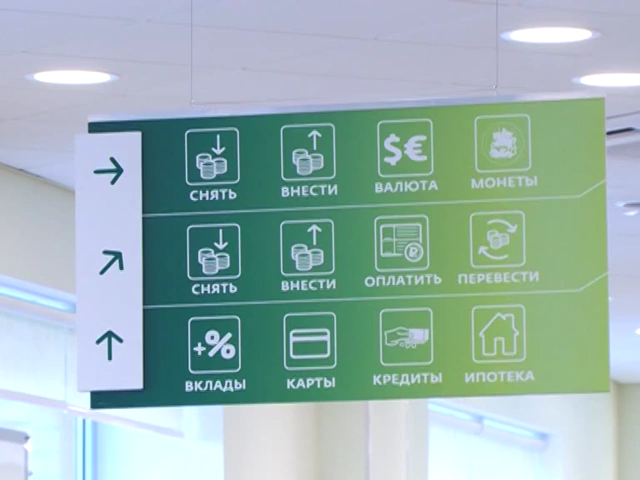 СНЯТЬ ВНЕСТИ ВАЛЮТА МОНЕТЫ
СНЯТЬ ВНЕСТИ ОПЛАТИТЬ ПЕРЕВЕСТИ
ВКЛАДЫ КАРТЫ КРЕДИТЫ ИПОТЕКА